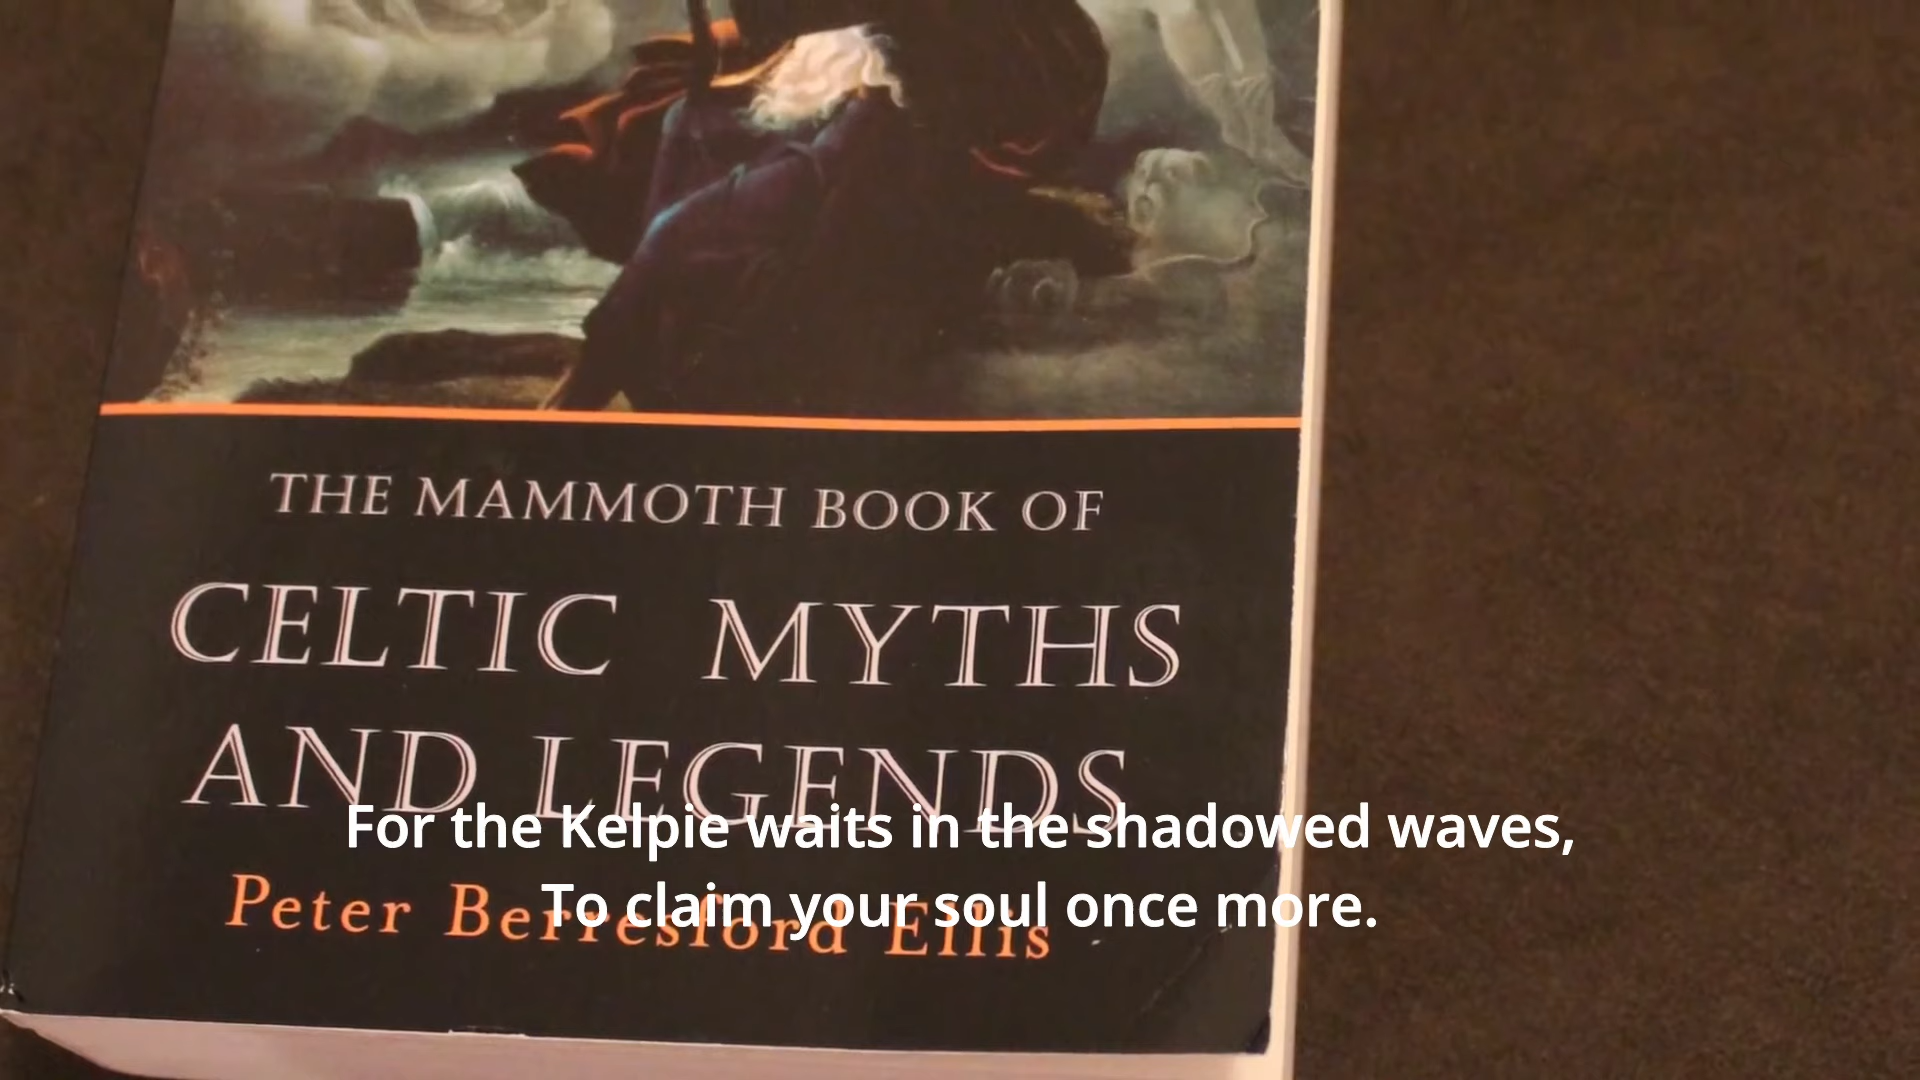 THE MAMMOTH BOOK OF
CELTIC MYTHS
AND LEGENDS
For the Kelpie waits in the shadowed waves,
To claim your soul once more.
Peter Berresford Ellis